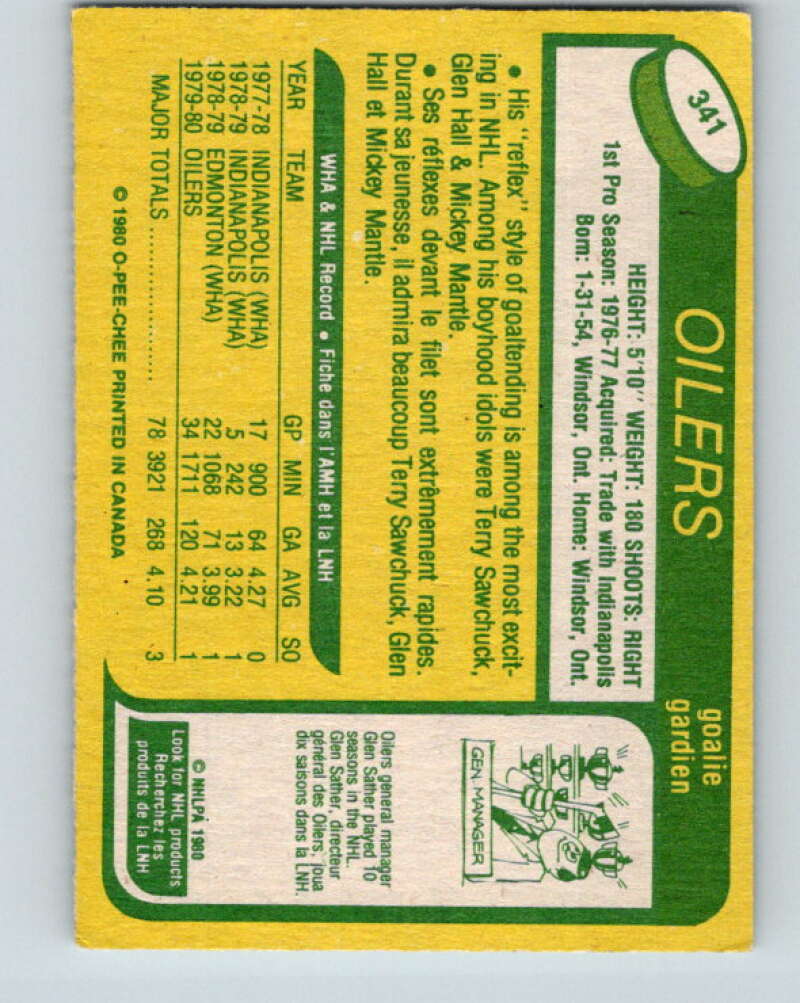 341
OILERS
goalie
gardien
HEIGHT: 5'10" WEIGHT: 180 SHOOTS: RIGHT
1st Pro Season: 1976-77 Acquired: Trade with Indianapolis
Born: 1-31-54, Windsor, Ont. Home: Windsor, Ont.
• His "reflex" style of goaltending is among the most excit-
ing in NHL. Among his boyhood idols were Terry Sawchuck,
Glen Hall & Mickey Mantle.
• Ses réflexes devant le filet sont extrêmement rapides.
Durant sa jeunesse, il admira beaucoup Terry Sawchuck, Glen
Hall et Mickey Mantle.
WHA & NHL Record • Fiche dans l'AMH et la LNH
YEAR TEAM GP MIN GA AVG SO
1977-78 INDIANAPOLIS (WHA) 17 900 64 4.27 0
1978-79 INDIANAPOLIS (WHA) 5 242 13 3.22 1
1978-79 EDMONTON (WHA) 22 1068 71 3.99 1
1979-80 OILERS 34 1711 120 4.21 1
MAJOR TOTALS .................... 78 3921 268 4.10 3
© 1980 O-PEE-CHEE PRINTED IN CANADA
GEN. MANAGER
Oilers general manager
Glen Sather played 10
seasons in the NHL.
Glen Sather, directeur
général des Oilers, joua
dix saisons dans la LNH.
© NHLPA 1980
Look for NHL products
Recherchez les
produits de la LNH